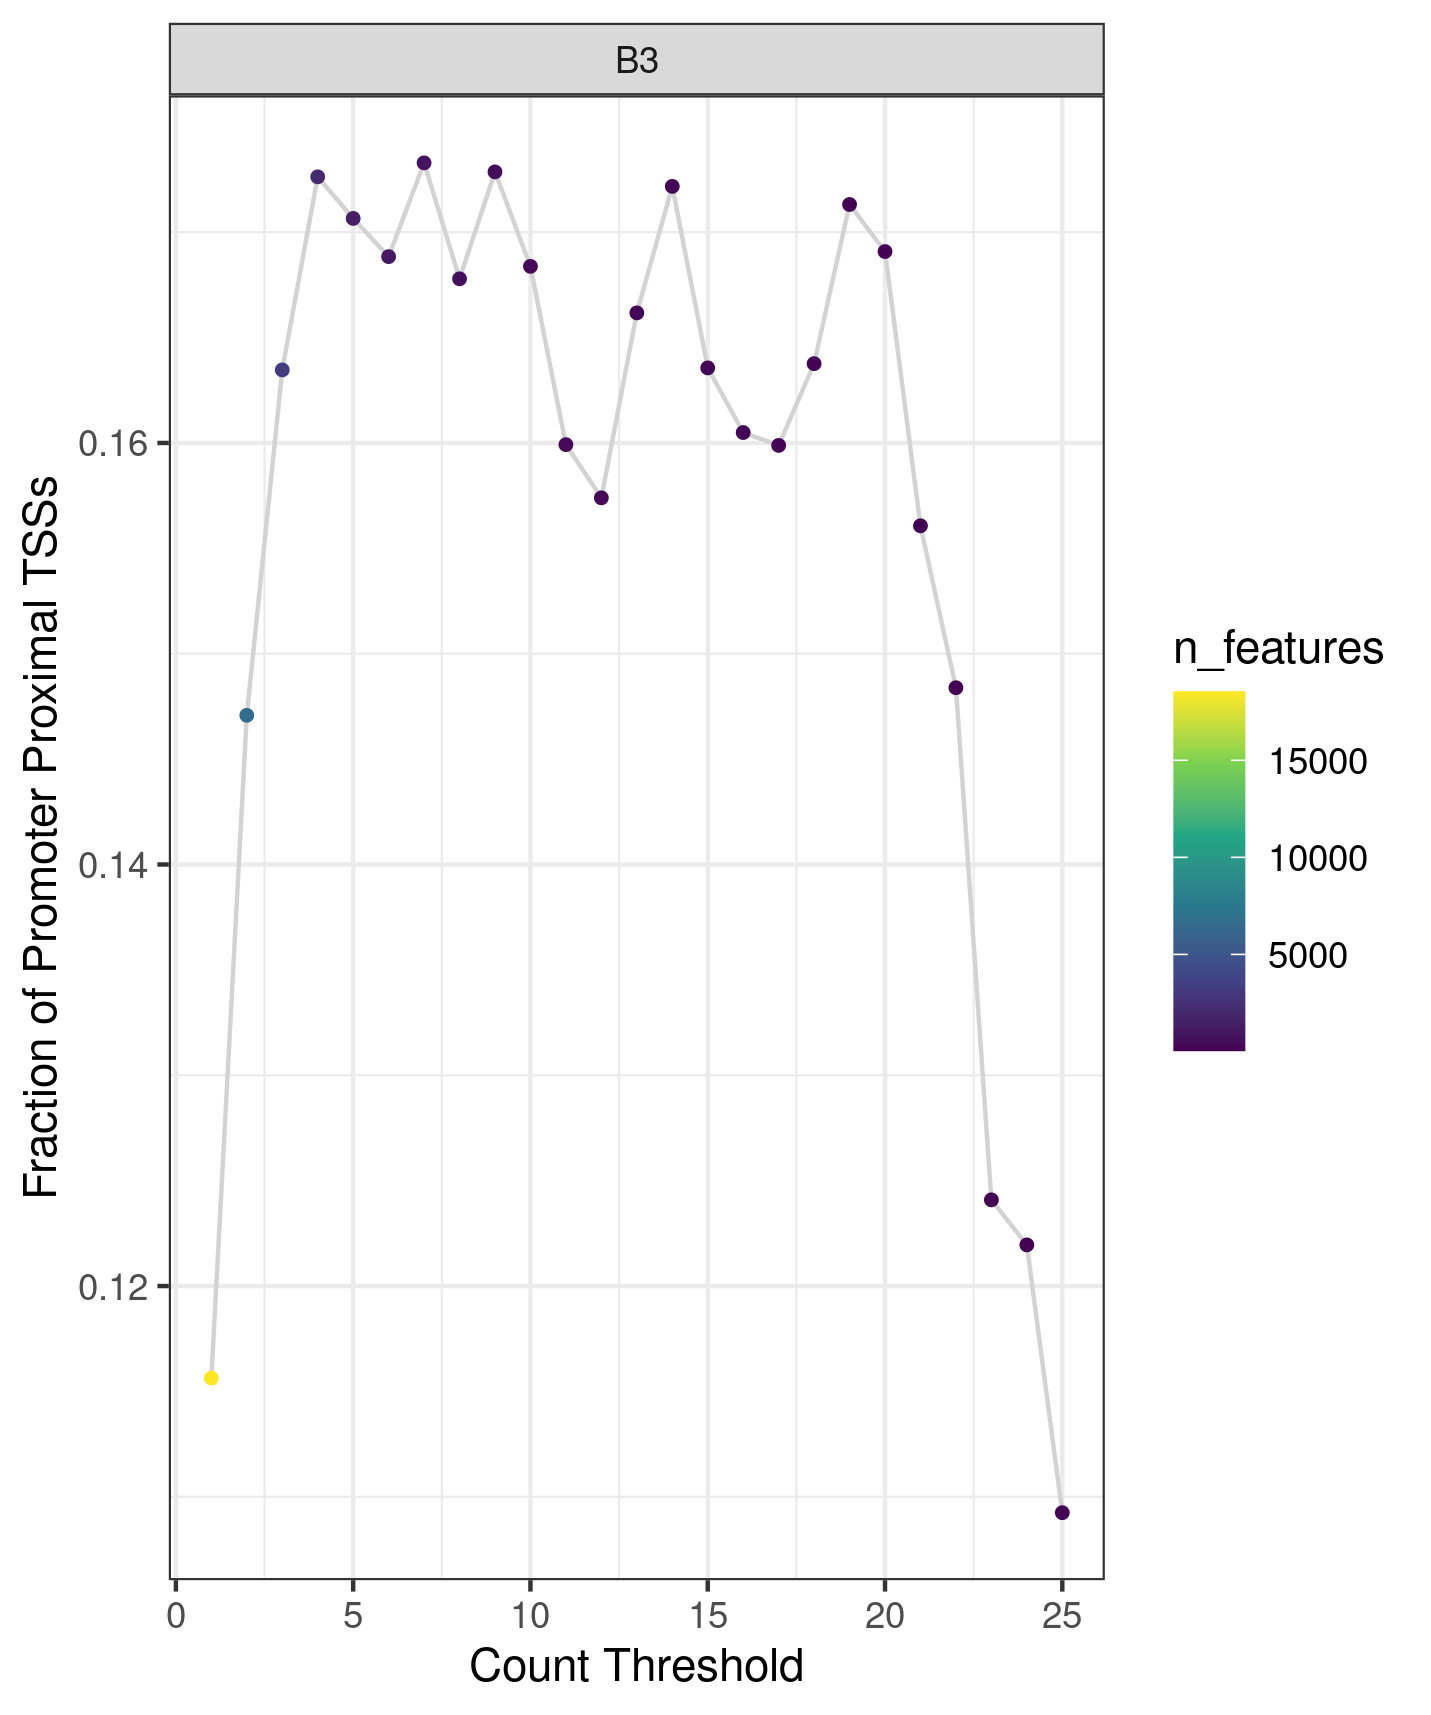 B3
Fraction of Promoter Proximal TSSs
0.16
0.14
0.12
0 5 10 15 20 25
Count Threshold
n_features
15000
10000
5000